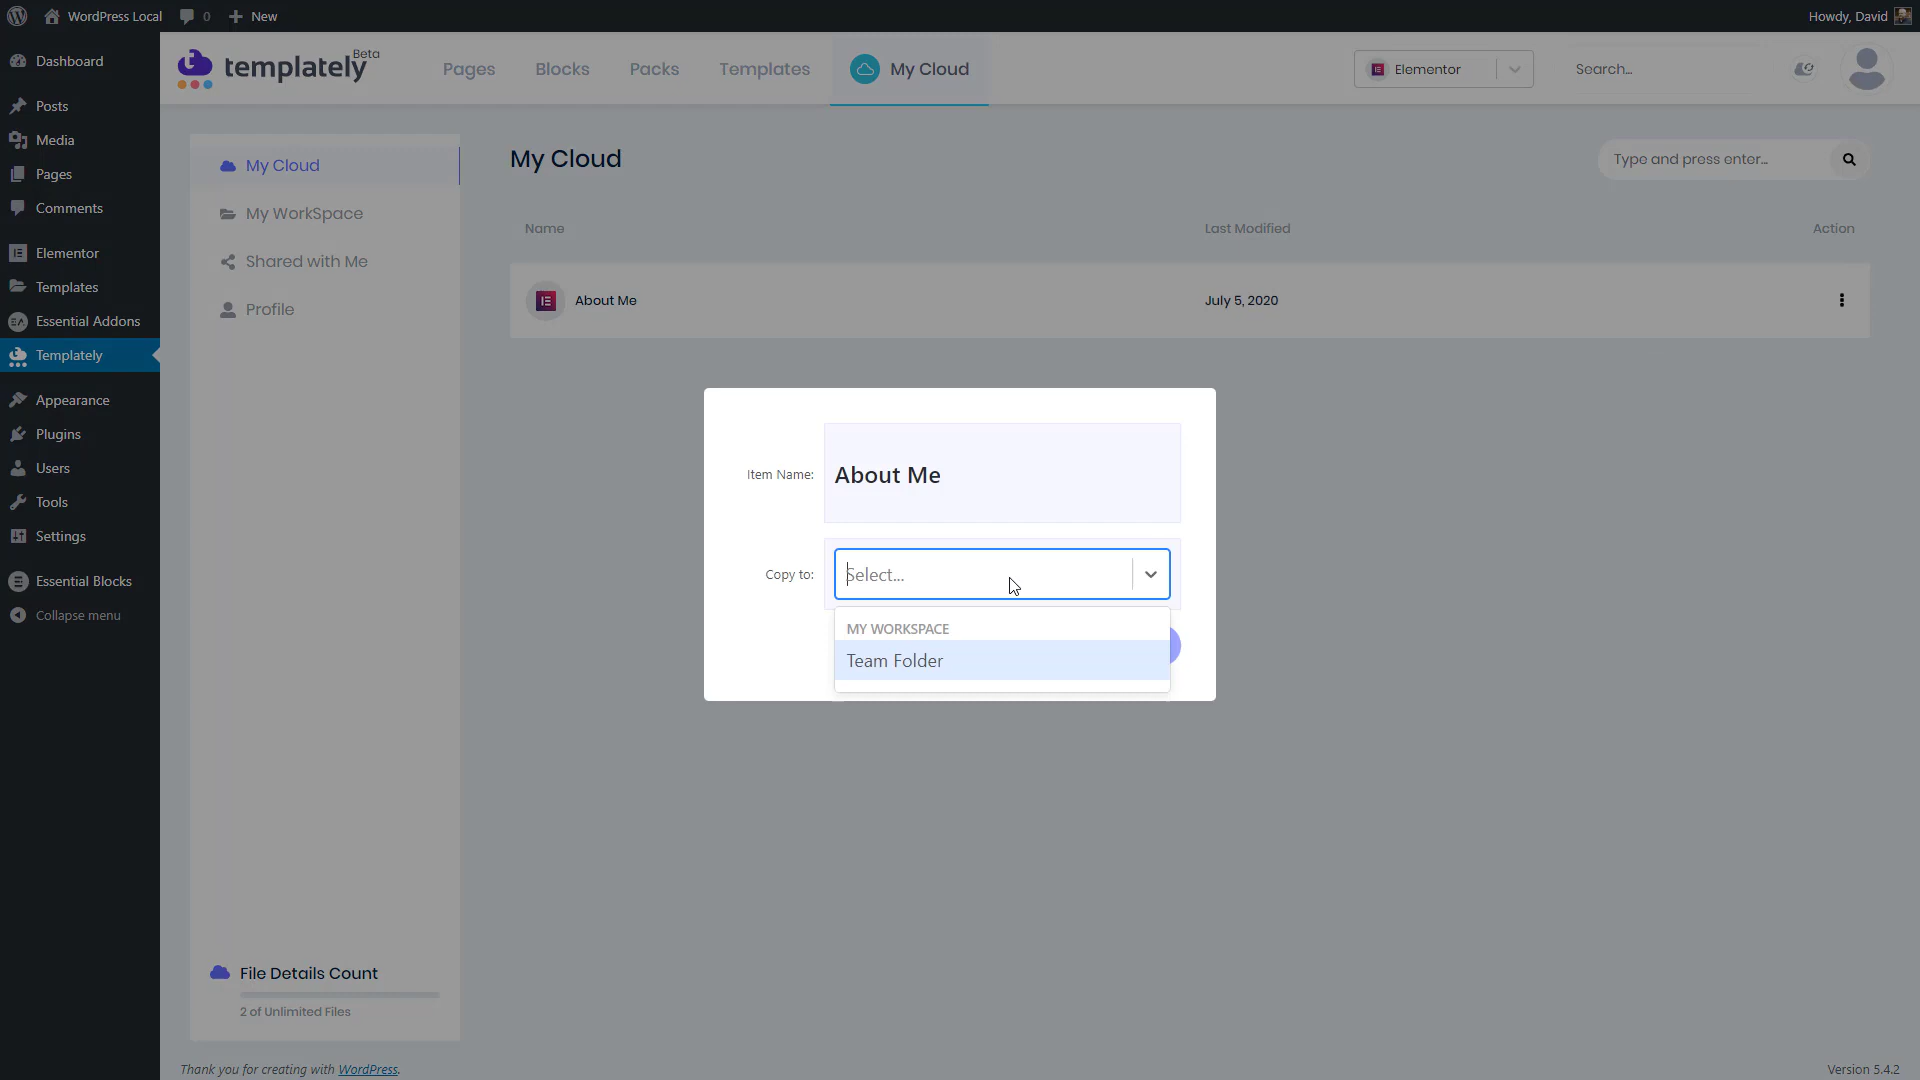 WordPress Local
0
New
Howdy, David
Dashboard
Posts
Media
Pages
Comments
Elementor
Templates
Essential Addons
Templately
Appearance
Plugins
Users
Tools
Settings
Essential Blocks
Collapse menu
templately
Beta
Pages
Blocks
Packs
Templates
My Cloud
Elementor
Search...
My Cloud
My WorkSpace
Shared with Me
Profile
File Details Count
2 of Unlimited Files
My Cloud
Type and press enter...
Name
Last Modified
Action
About Me
July 5, 2020
Item Name:
About Me
Copy to:
Select...
MY WORKSPACE
Team Folder
Thank you for creating with WordPress.
Version 5.4.2